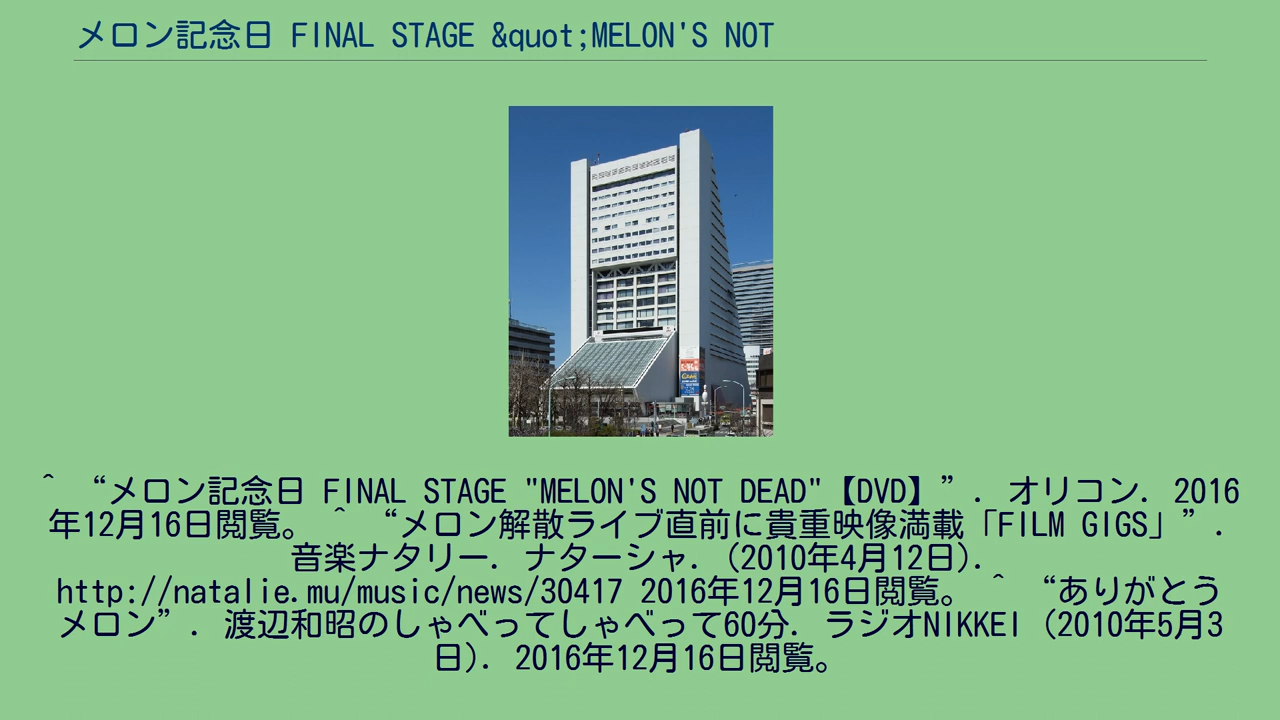 メロン記念日 FINAL STAGE &quot;MELON'S NOT
^ “メロン記念日 FINAL STAGE "MELON'S NOT DEAD"【DVD】”. オリコン. 2016
年12月16日閲覧。 ^ “メロン解散ライブ直前に貴重映像満載「FILM GIGS」”.
音楽ナタリー. ナターシャ. (2010年4月12日).
http://natalie.mu/music/news/30417 2016年12月16日閲覧。 ^ “ありがとう
メロン”. 渡辺和昭のしゃべってしゃべって60分. ラジオNIKKEI (2010年5月3
日). 2016年12月16日閲覧。